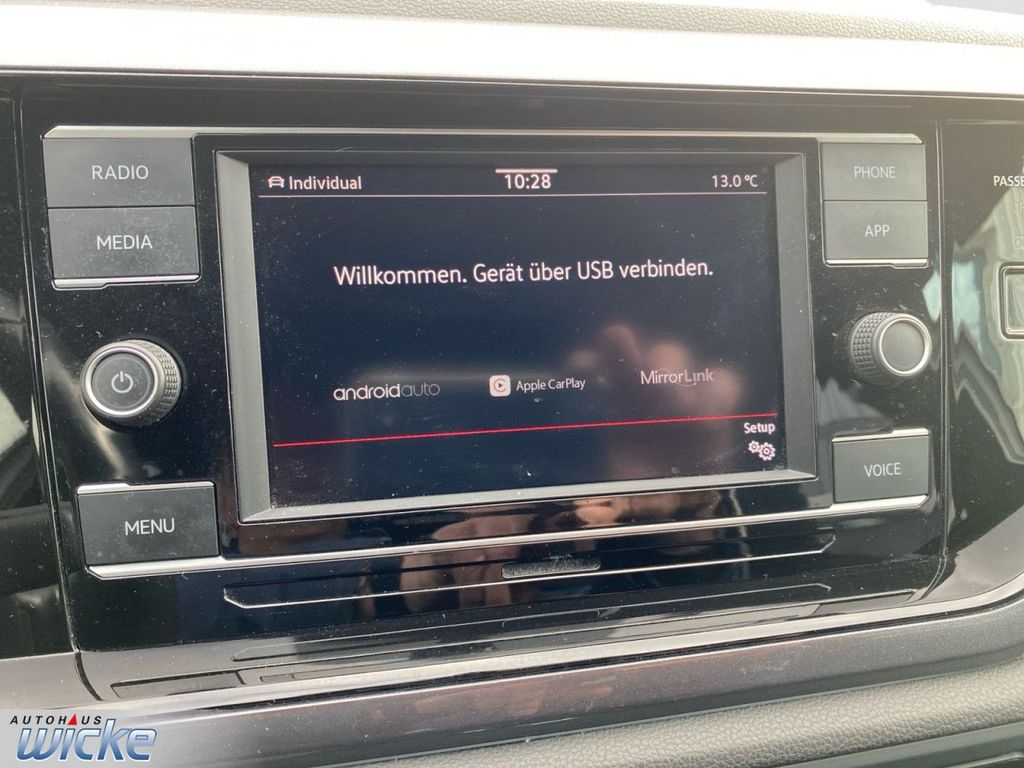 RADIO
MEDIA
MENU
Individual 10:28 13.0 °C
Willkommen. Gerät über USB verbinden.
androidauto Apple CarPlay MirrorLink
Setup
PHONE
APP
VOICE
AUTOHAUS
wicke